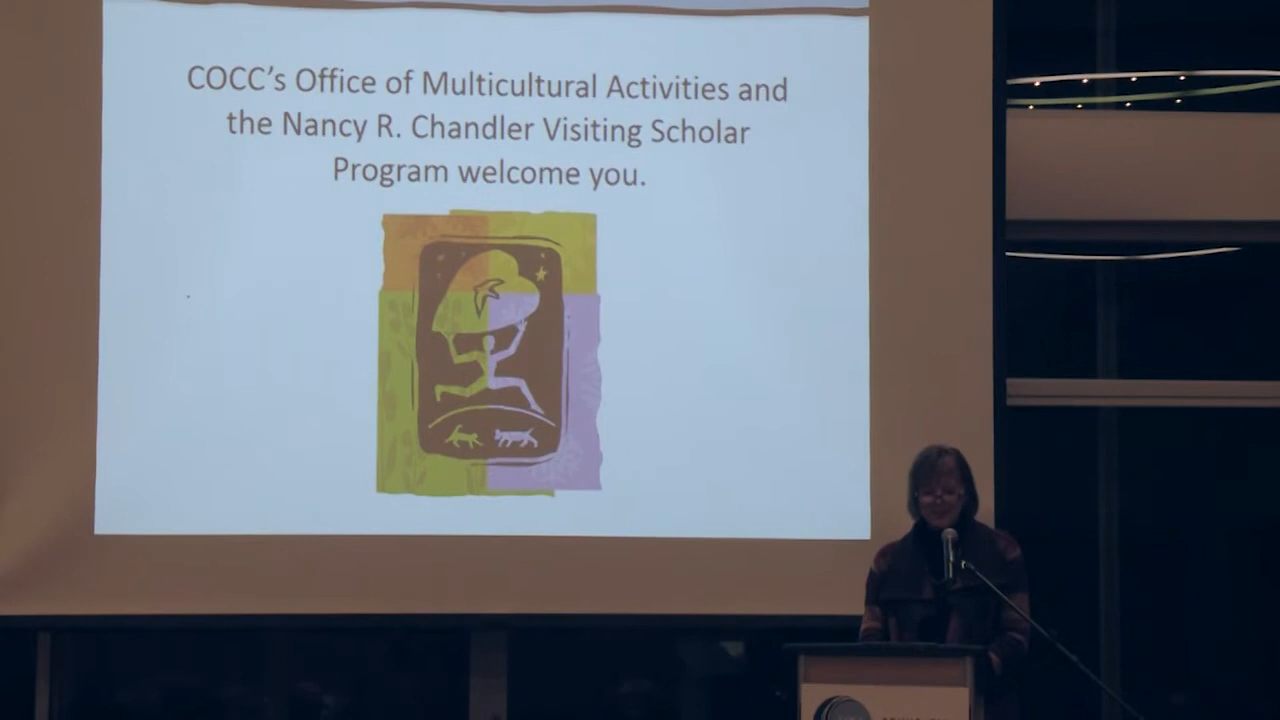 COCC's Office of Multicultural Activities and
the Nancy R. Chandler Visiting Scholar
Program welcome you.